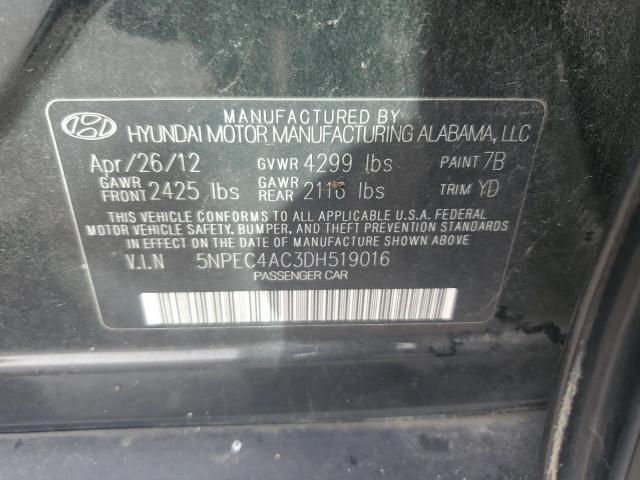 MANUFACTURED BY
HYUNDAI MOTOR MANUFACTURING ALABAMA, LLC
Apr/26/12 GVWR 4299 lbs PAINT 7B
GAWR FRONT 2425 lbs GAWR REAR 2116 lbs TRIM YD
THIS VEHICLE CONFORMS TO ALL APPLICABLE U.S.A. FEDERAL
MOTOR VEHICLE SAFETY, BUMPER, AND THEFT PREVENTION
STANDARDS IN EFFECT ON THE DATE OF MANUFACTURE SHOWN ABOVE
V.I.N 5NPEC4AC3DH519016
PASSENGER CAR